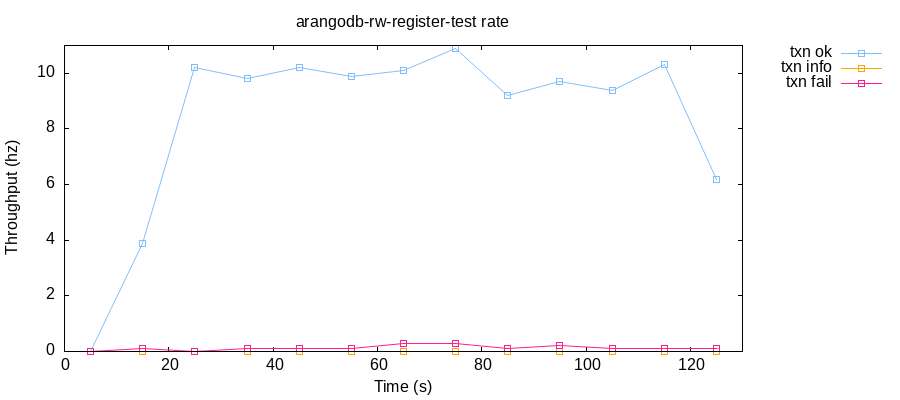 arangodb-rw-register-test rate
txn ok
txn info
txn fail
Throughput (hz)
10
8
6
4
2
0
0 20 40 60 80 100 120
Time (s)